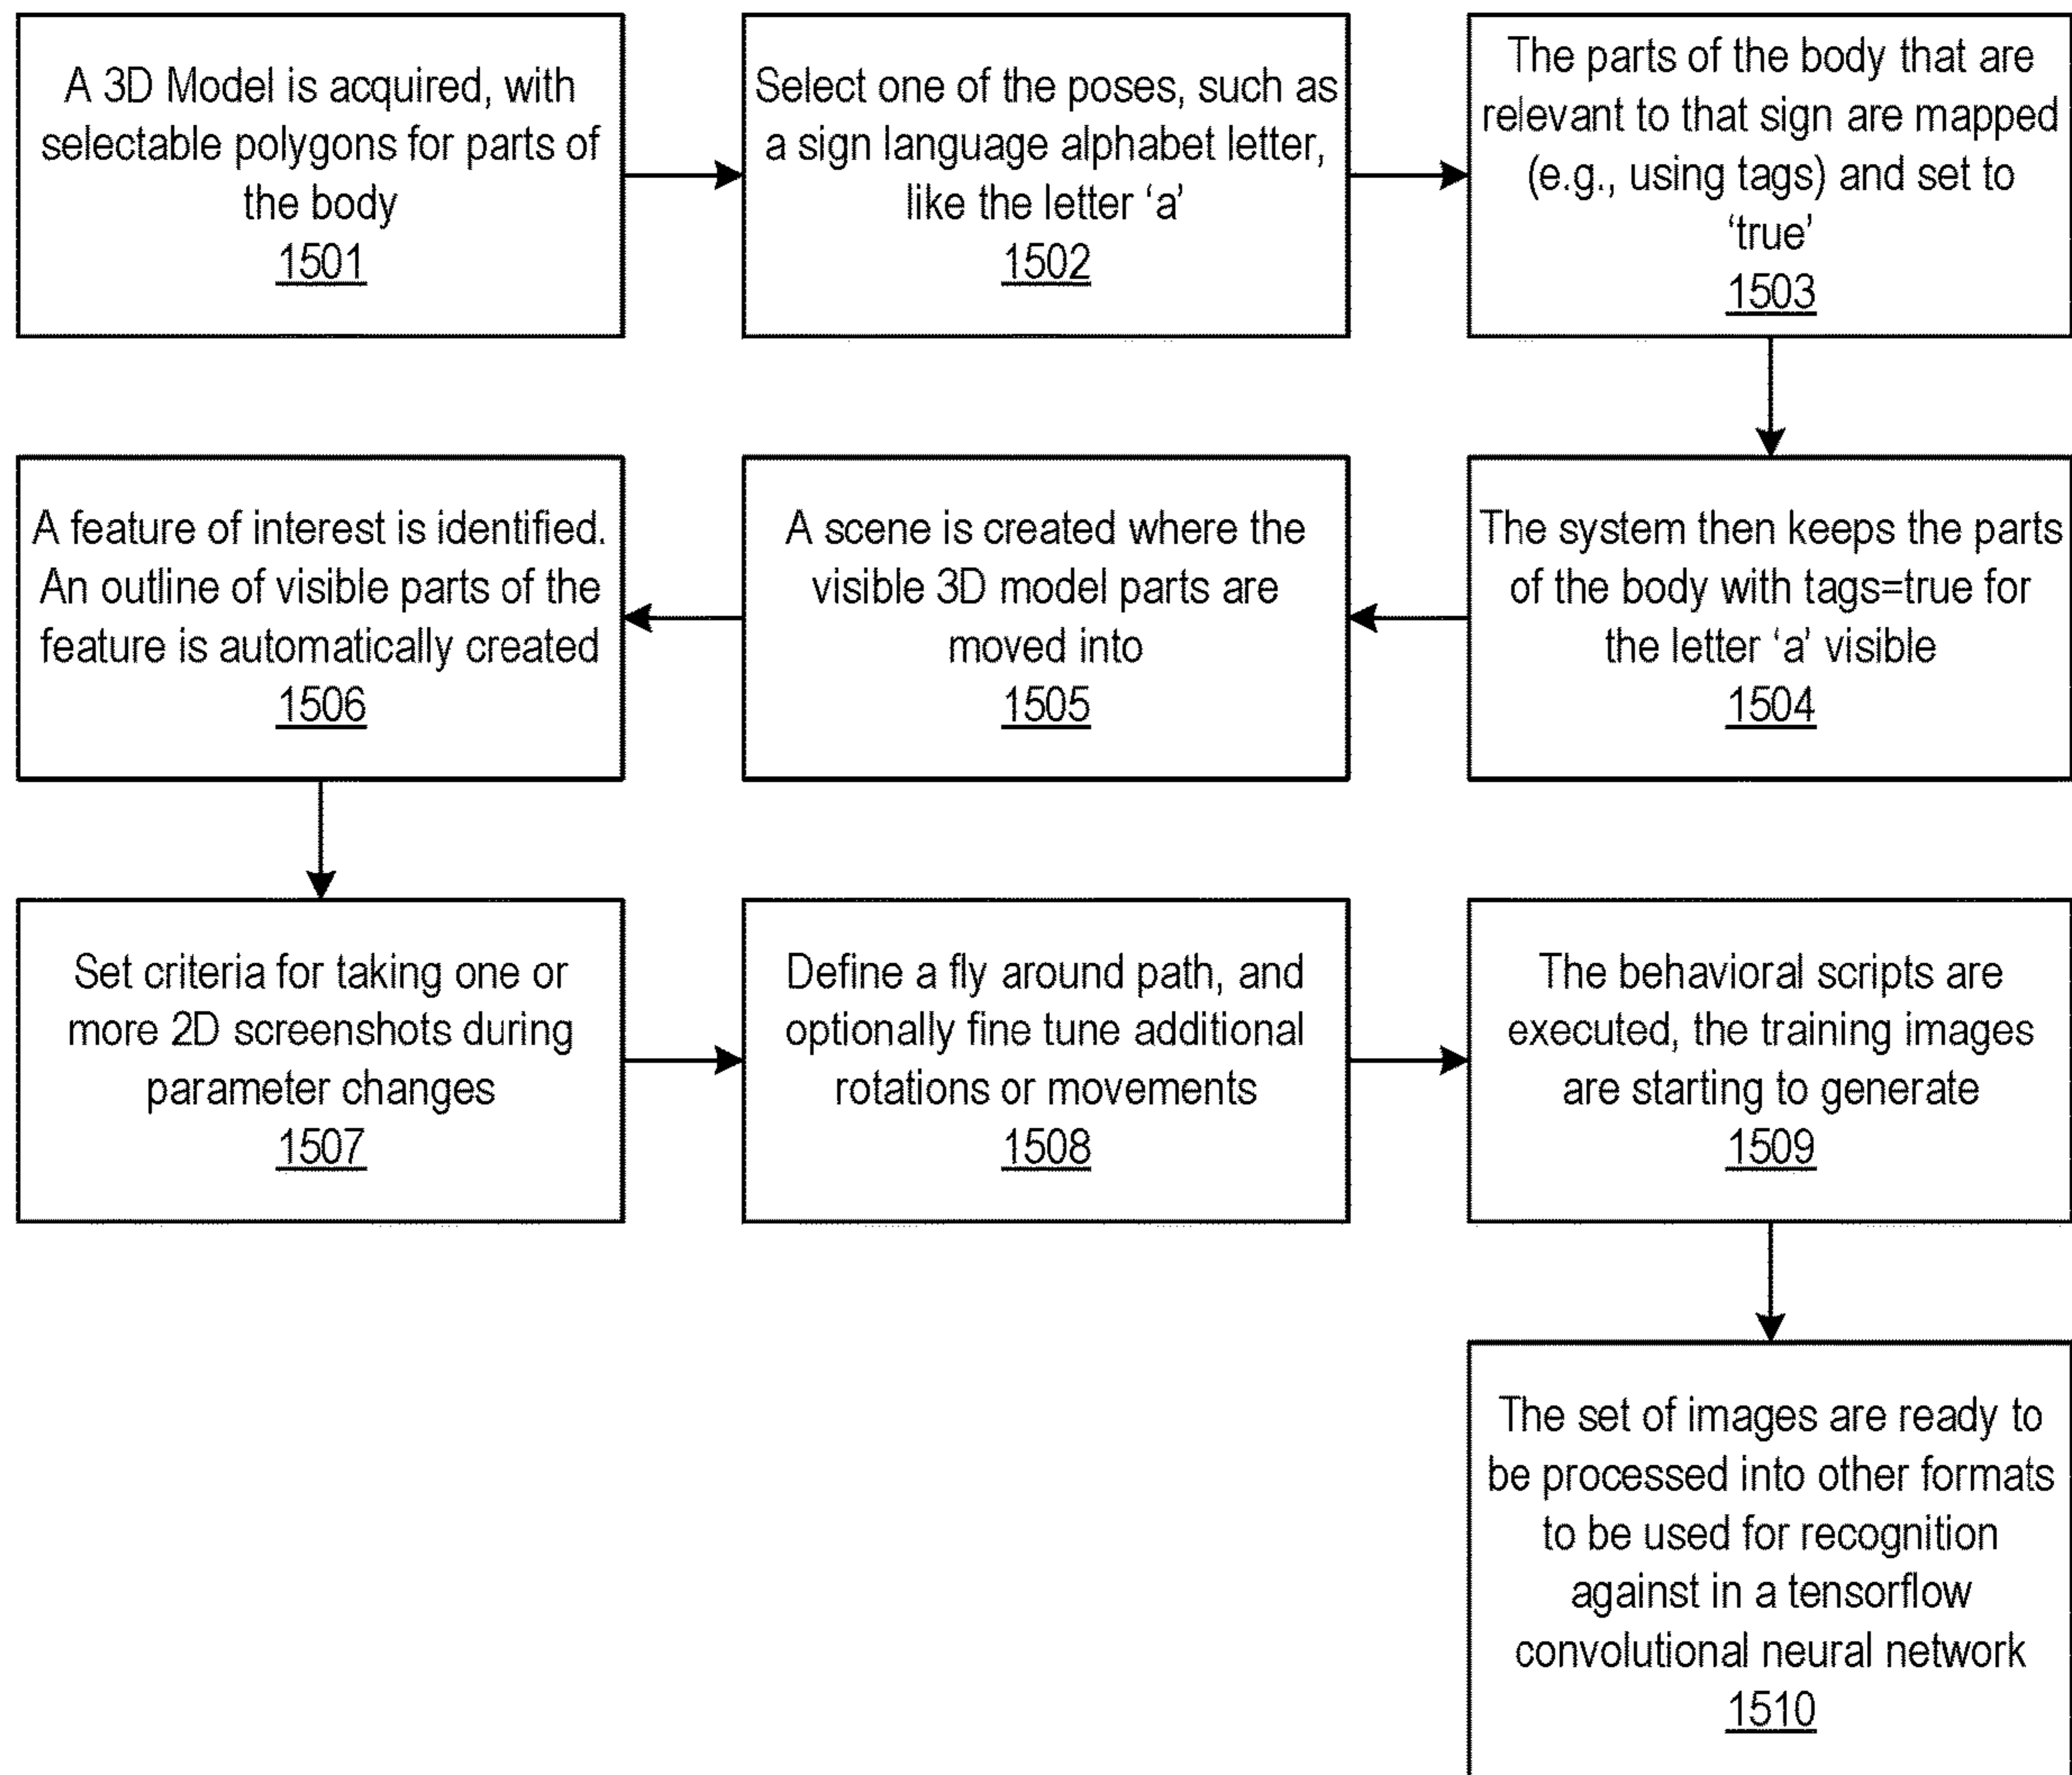 A 3D Model is acquired, with
selectable polygons for parts of
the body
1501
Select one of the poses, such as
a sign language alphabet letter,
like the letter ‘a’
1502
The parts of the body that are
relevant to that sign are mapped
(e.g., using tags) and set to
‘true’
1503
The system then keeps the parts
of the body with tags=true for
the letter ‘a’ visible
1504
A scene is created where the
visible 3D model parts are
moved into
1505
A feature of interest is identified.
An outline of visible parts of the
feature is automatically created
1506
Set criteria for taking one or
more 2D screenshots during
parameter changes
1507
Define a fly around path, and
optionally fine tune additional
rotations or movements
1508
The behavioral scripts are
executed, the training images
are starting to generate
1509
The set of images are ready to
be processed into other formats
to be used for recognition
against in a tensorflow
convolutional neural network
1510